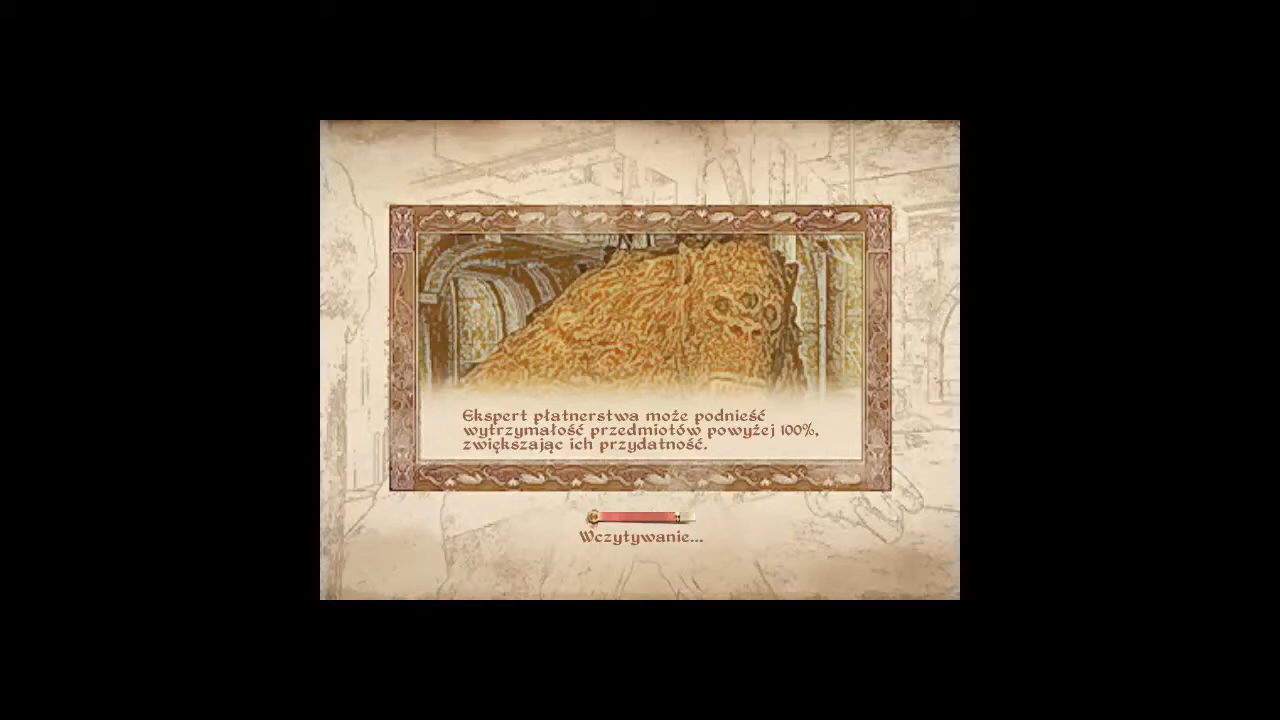 Ekspert płatnerstwa może podnieść
wytrzymałość przedmiotów powyżej 100%,
zwiększając ich przydatność.
Wczytywanie...